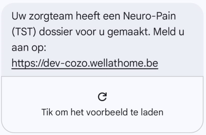 Uw zorgteam heeft een Neuro-Pain
(TST) dossier voor u gemaakt. Meld u
aan op:
https://dev-cozo.wellathome.be
Tik om het voorbeeld te laden